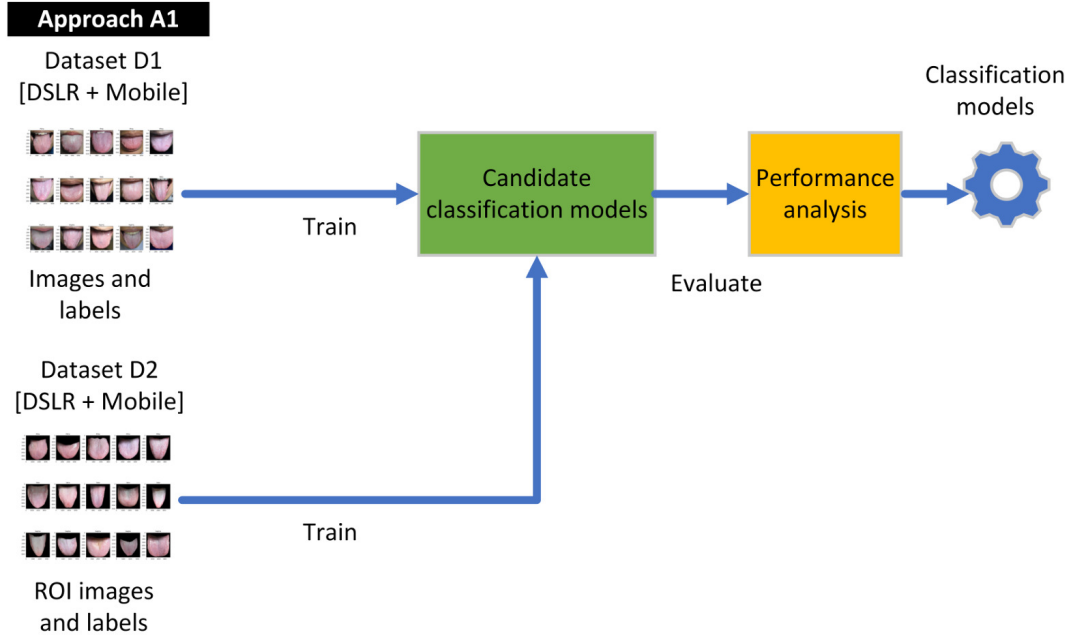 Approach A1
Dataset D1
[DSLR + Mobile]
Images and
labels
Train
Candidate
classification models
Evaluate
Performance
analysis
Classification
models
Dataset D2
[DSLR + Mobile]
Train
ROI images
and labels